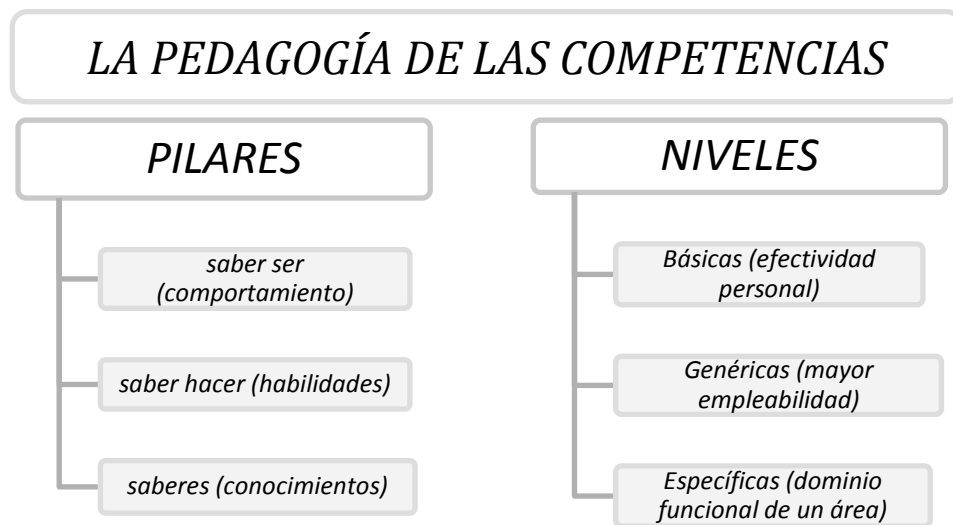 LA PEDAGOGÍA DE LAS COMPETENCIAS
PILARES
saber ser
(comportamiento)
saber hacer (habilidades)
saberes (conocimientos)
NIVELES
Básicas (efectividad
personal)
Genéricas (mayor
empleabilidad)
Específicas (dominio
funcional de un área)